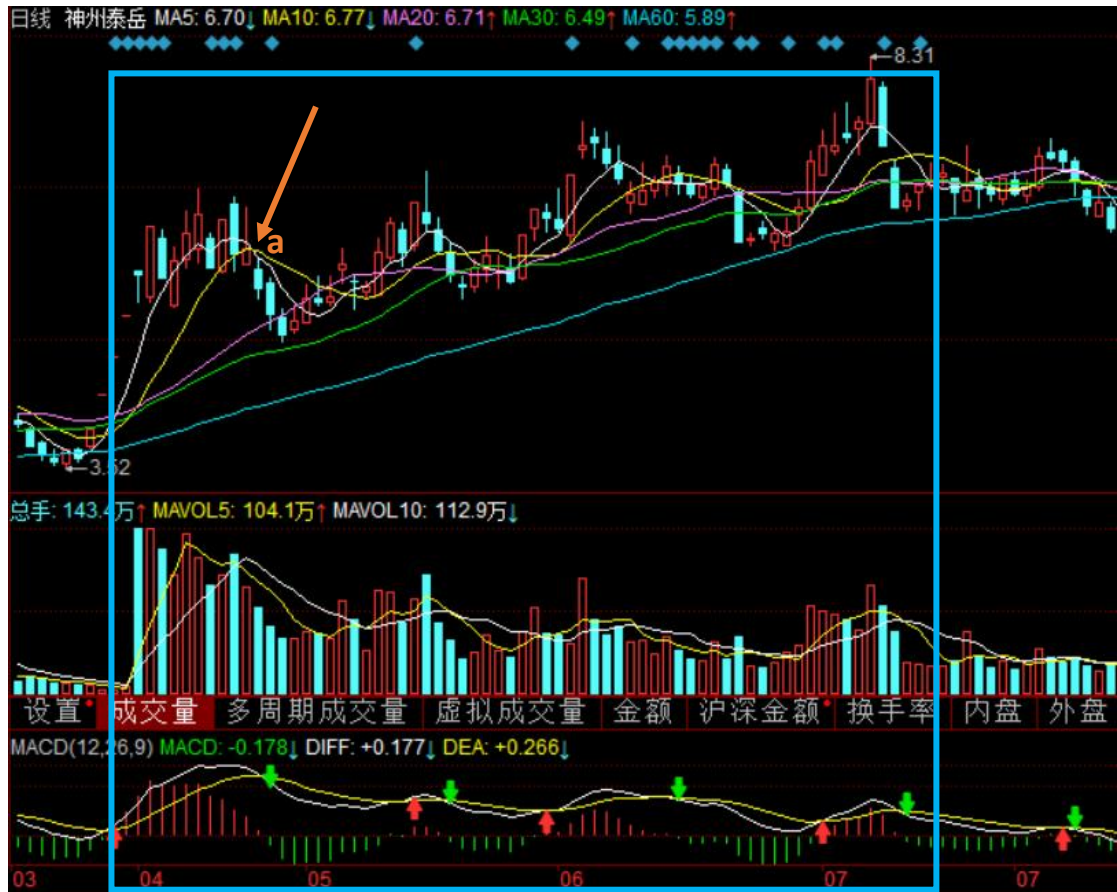 日线 神州泰岳 MA5: 6.70↓ MA10: 6.77↓ MA20: 6.71↑ MA30: 6.49↑ MA60: 5.89↑
8.31
a
3.52
总手: 143.4万↑ MAVOL5: 104.1万↑ MAVOL10: 112.9万↓
设置 成交量 多周期成交量 虚拟成交量 金额 沪深金额 换手率 内盘 外盘
MACD(12,26,9) MACD: -0.178↓ DIFF: +0.177↓ DEA: +0.266↓
03 04 05 06 07 07